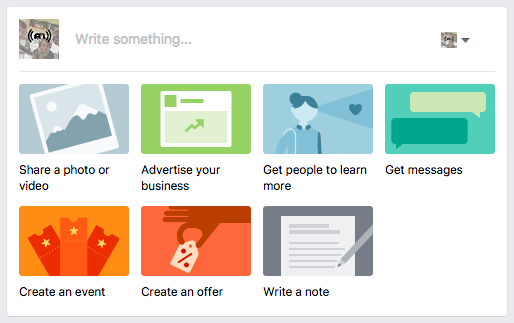 Write something...
Share a photo or
video
Advertise your
business
Get people to learn
more
Get messages
Create an event
Create an offer
Write a note